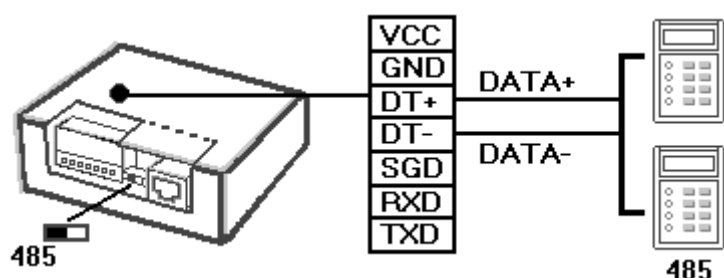 VCC
GND
DT+
DT-
SGD
RXD
TXD
DATA+
DATA-
485
485